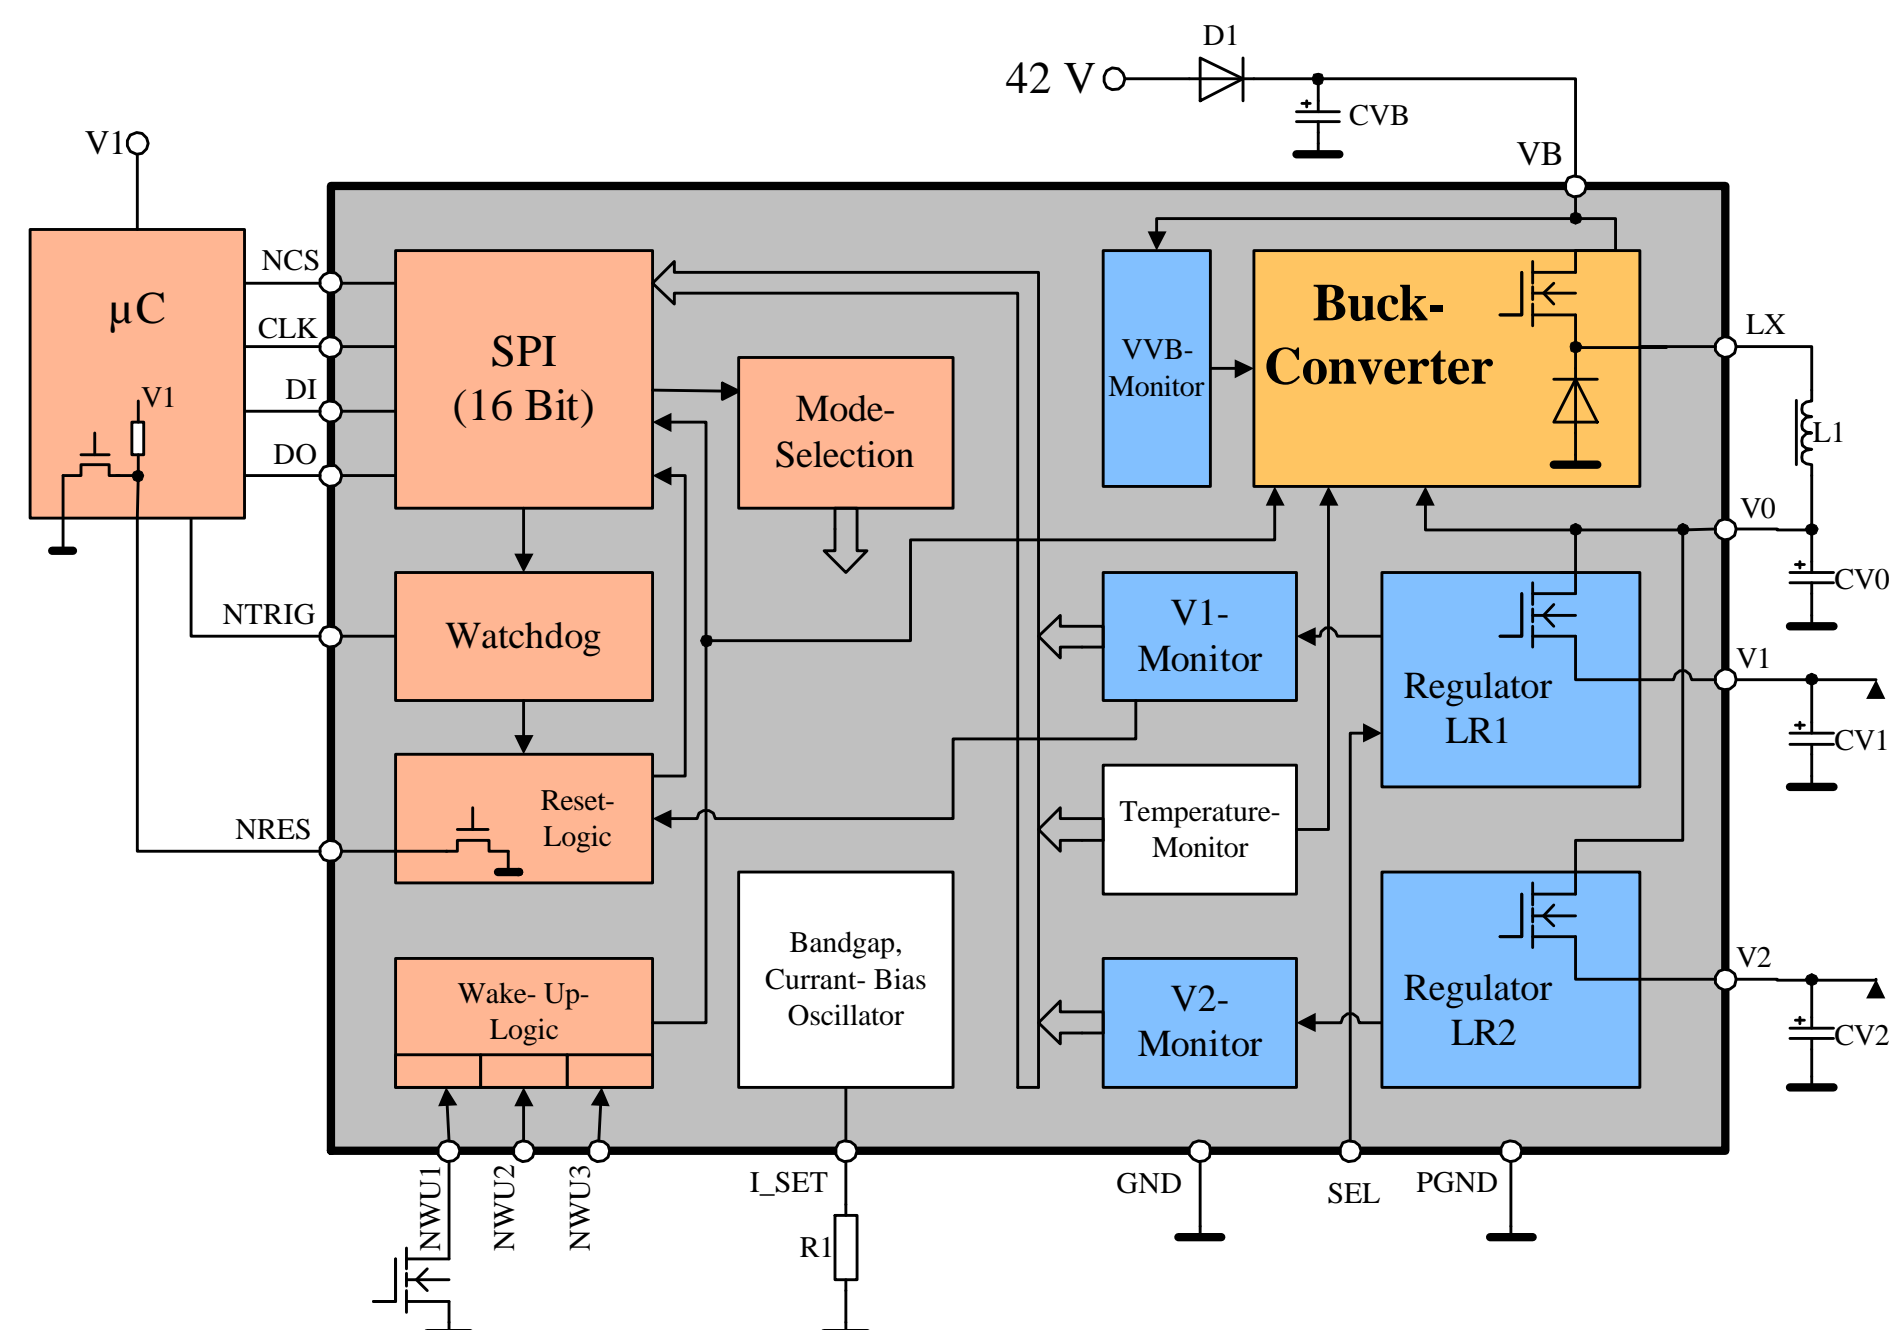 D1
42 V
CVB
V1
VB
NCS
µC
CLK
V1
DI
DO
SPI
(16 Bit)
Mode-
Selection
VVB-
Monitor
Buck-
Converter
LX
L1
V0
CV0
NTRIG
Watchdog
V1-
Monitor
Regulator
LR1
V1
CV1
NRES
Reset-
Logic
Temperature-
Monitor
Bandgap,
Currant- Bias
Oscillator
Wake- Up-
Logic
V2-
Monitor
Regulator
LR2
V2
CV2
NWU1
NWU2
NWU3
I_SET
GND
SEL
PGND
R1
+
+
+
+